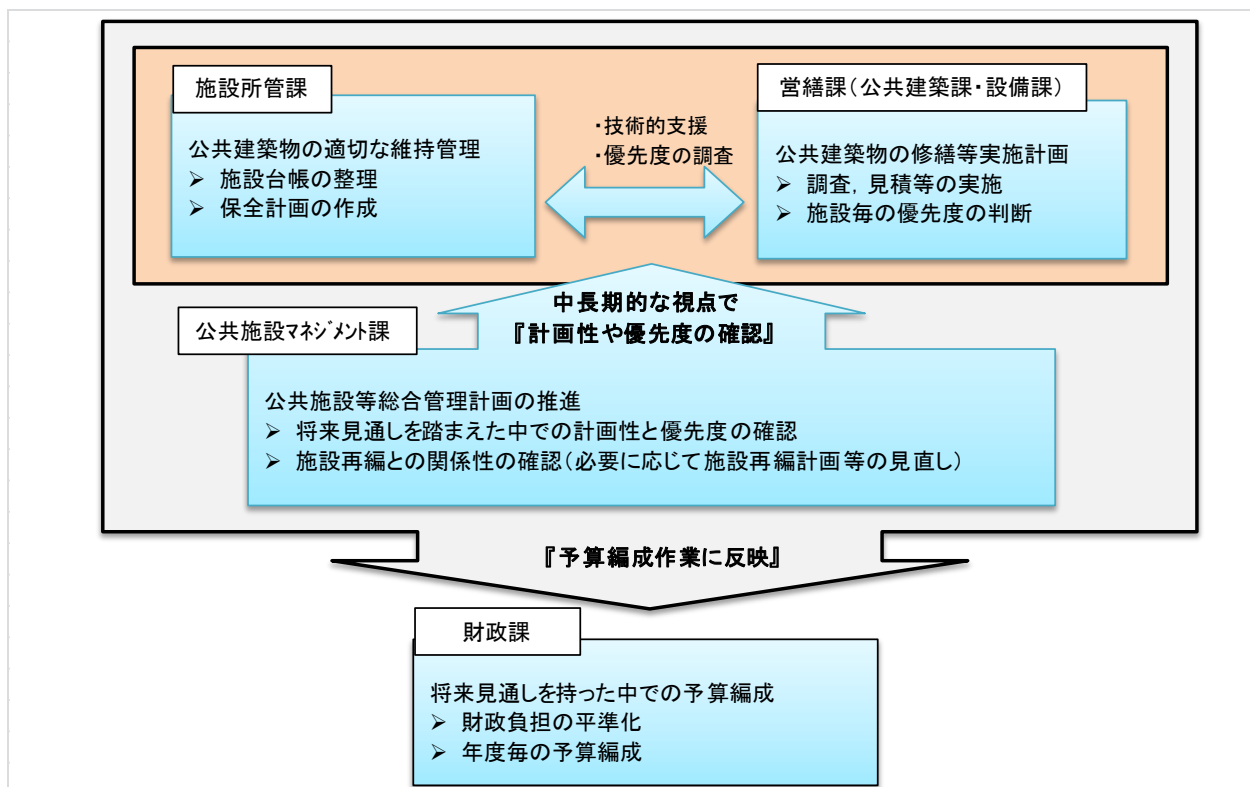 施設所管課
公共建築物の適切な維持管理
➢ 施設台帳の整理
➢ 保全計画の作成
・技術的支援
・優先度の調査
営繕課（公共建築課・設備課）
公共建築物の修繕等実施計画
➢ 調査，見積等の実施
➢ 施設毎の優先度の判断
中長期的な視点で
『計画性や優先度の確認』
公共施設ﾏﾈｼﾞﾒﾝﾄ課
公共施設等総合管理計画の推進
➢ 将来見通しを踏まえた中での計画性と優先度の確認
➢ 施設再編との関係性の確認（必要に応じて施設再編計画等の見直し）
『予算編成作業に反映』
財政課
将来見通しを持った中での予算編成
➢ 財政負担の平準化
➢ 年度毎の予算編成